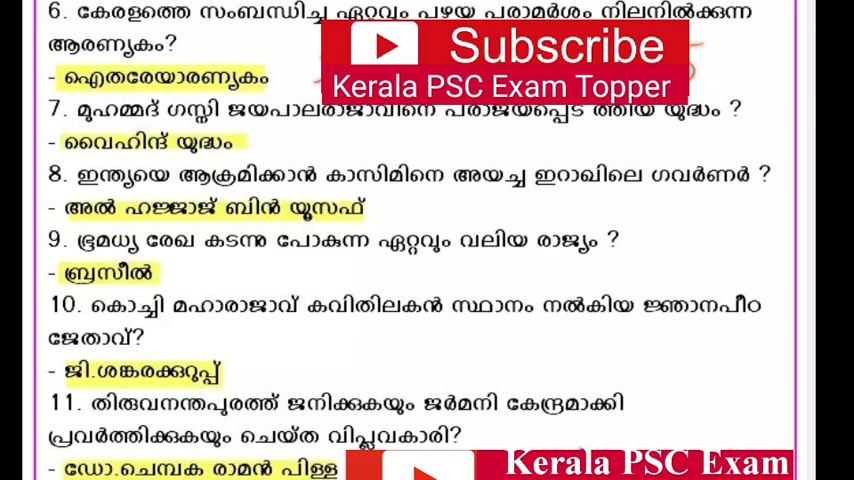 6. കേരളത്തെ സംബന്ധിച്ച ഏറ്റവും പഴയ പരാമർശം നിലനിൽക്കുന്ന
ആരണ്യകം?
Subscribe
- ഐതരേയാരണ്യകം
Kerala PSC Exam Topper
7. മുഹമ്മദ് ഗസ്നി ജയപാലരാജാവിനെ പരാജയപ്പെട ത്തിയ യുദ്ധം ?
- വൈഹിന്ദ് യുദ്ധം
8. ഇന്ത്യയെ ആക്രമിക്കാൻ കാസിമിനെ അയച്ച ഇറാഖിലെ ഗവർണർ ?
- അൽ ഹജ്ജാജ് ബിൻ യൂസഫ്
9. ഭൂമധ്യ രേഖ കടന്നു പോകുന്ന ഏറ്റവും വലിയ രാജ്യം ?
- ബ്രസീൽ
10. കൊച്ചി മഹാരാജാവ് കവിതിലകൻ സ്ഥാനം നൽകിയ ജ്ഞാനപീഠ
ജേതാവ്?
- ജി.ശങ്കരക്കുറുപ്പ്
11. തിരുവനന്തപുരത്ത് ജനിക്കുകയും ജർമനി കേന്ദ്രമാക്കി
പ്രവർത്തിക്കുകയും ചെയ്ത വിപ്ലവകാരി?
- ഡോ.ചെമ്പക രാമൻ പിള്ള
Kerala PSC Exam